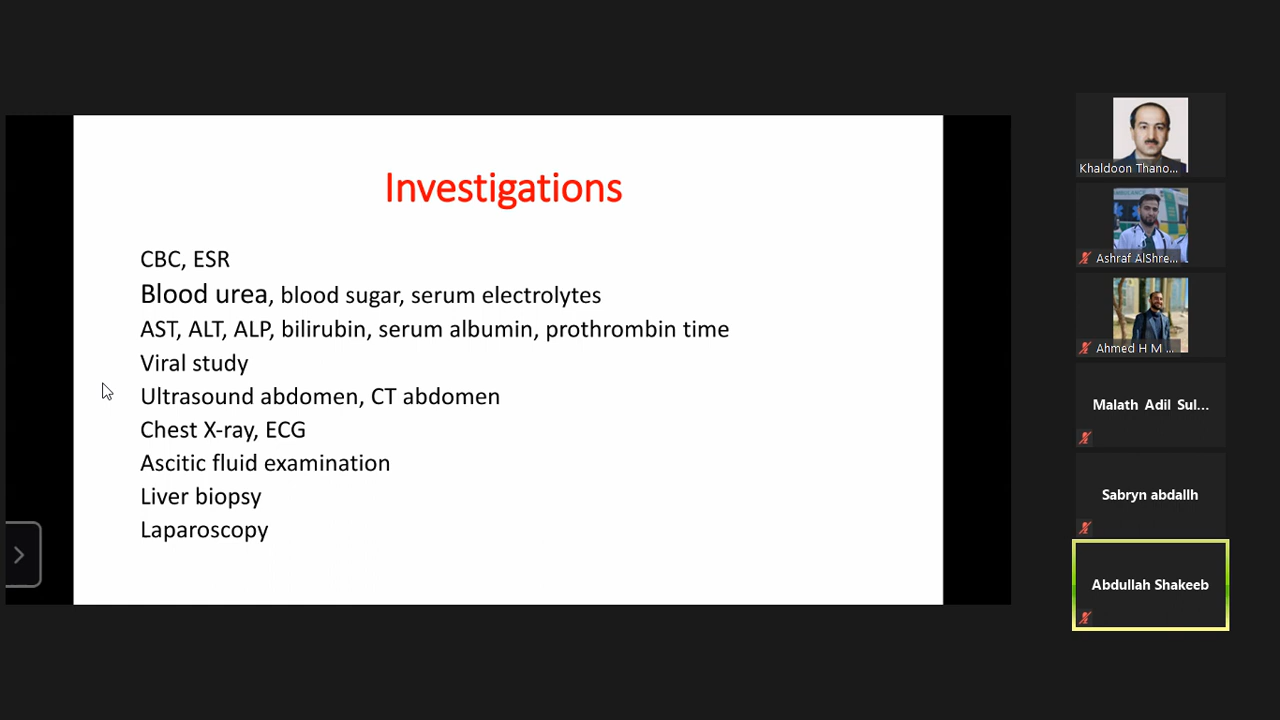 Investigations
CBC, ESR
Blood urea, blood sugar, serum electrolytes
AST, ALT, ALP, bilirubin, serum albumin, prothrombin time
Viral study
Ultrasound abdomen, CT abdomen
Chest X-ray, ECG
Ascitic fluid examination
Liver biopsy
Laparoscopy
Khaldoon Thano...
Ashraf AlShre...
Ahmed H M ...
Malath Adil Sul...
Sabryn abdallh
Abdullah Shakeeb